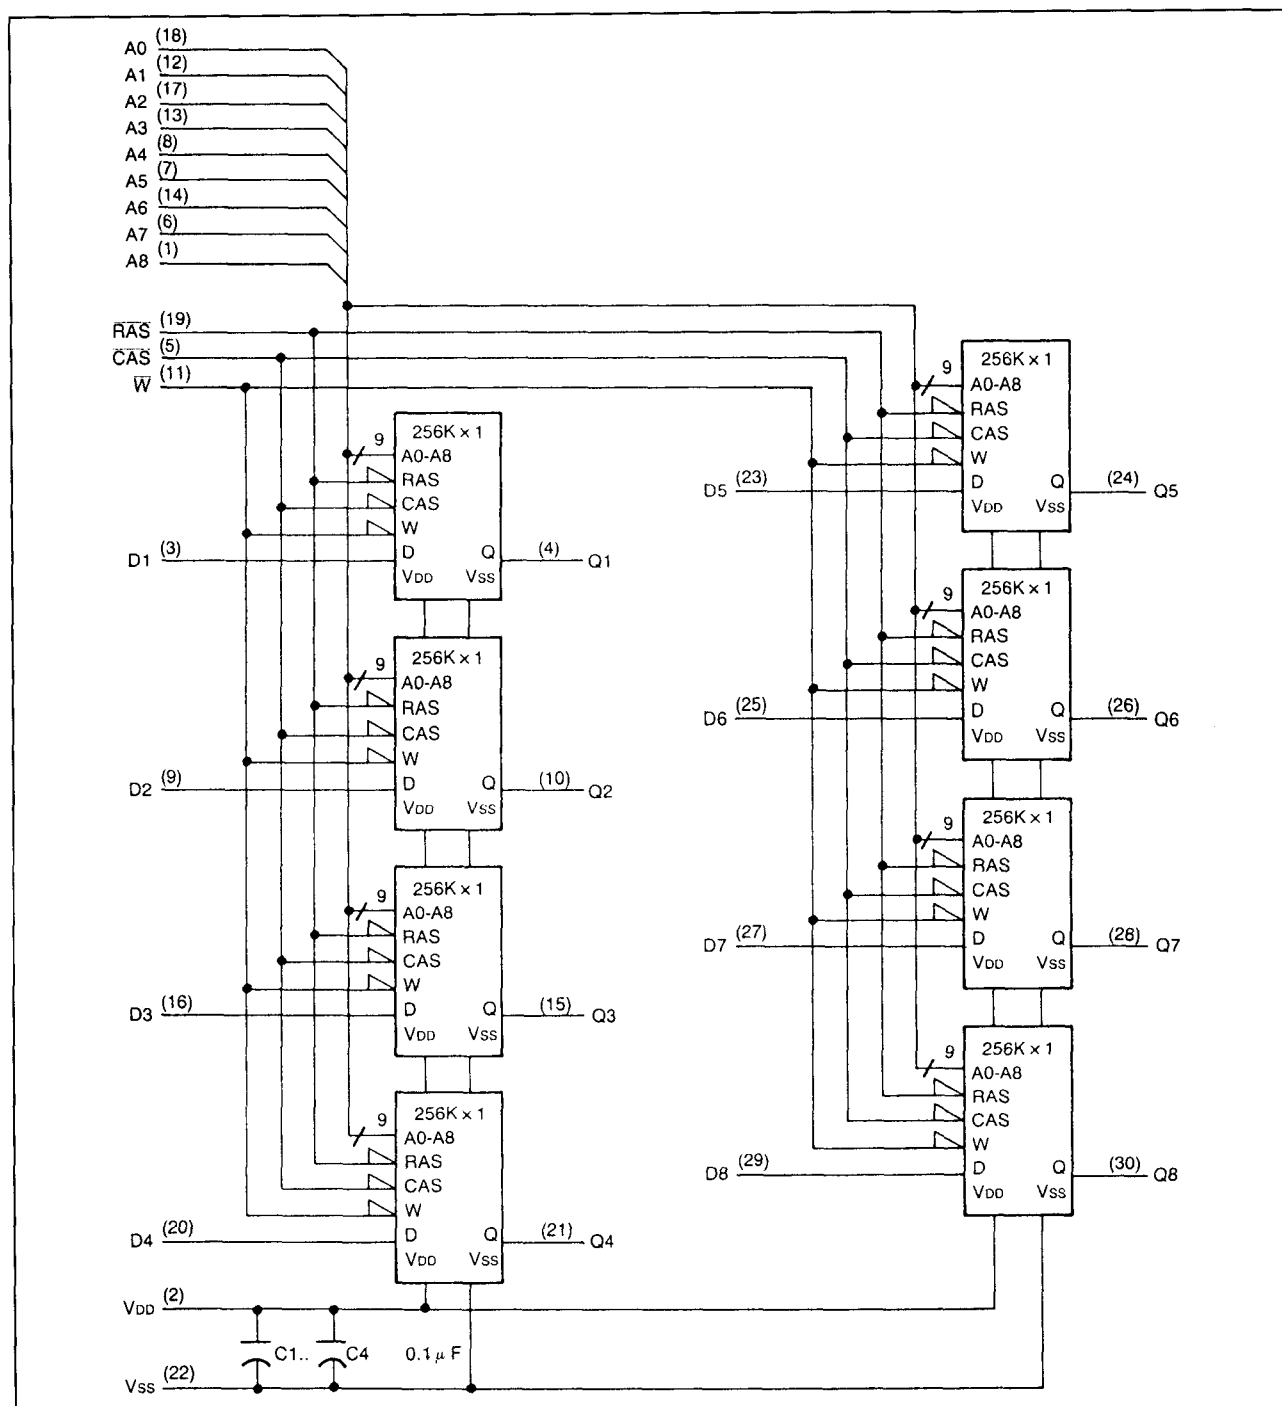 A0 (18)
A1 (12)
A2 (17)
A3 (13)
A4 (8)
A5 (7)
A6 (14)
A7 (6)
A8 (1)
RAS (19)
CAS (5)
W (11)
256K × 1
9
A0-A8
RAS
CAS
W
D1 (3) D Q (4) Q1
VDD VSS
256K × 1
9
A0-A8
RAS
CAS
W
D2 (9) D Q (10) Q2
VDD VSS
256K × 1
9
A0-A8
RAS
CAS
W
D3 (16) D Q (15) Q3
VDD VSS
256K × 1
9
A0-A8
RAS
CAS
W
D4 (20) D Q (21) Q4
VDD VSS
256K × 1
9
A0-A8
RAS
CAS
W
D5 (23) D Q (24) Q5
VDD VSS
256K × 1
9
A0-A8
RAS
CAS
W
D6 (25) D Q (26) Q6
VDD VSS
256K × 1
9
A0-A8
RAS
CAS
W
D7 (27) D Q (28) Q7
VDD VSS
256K × 1
9
A0-A8
RAS
CAS
W
D8 (29) D Q (30) Q8
VDD VSS
VDD (2)
C1.. C4 0.1 μF
VSS (22)